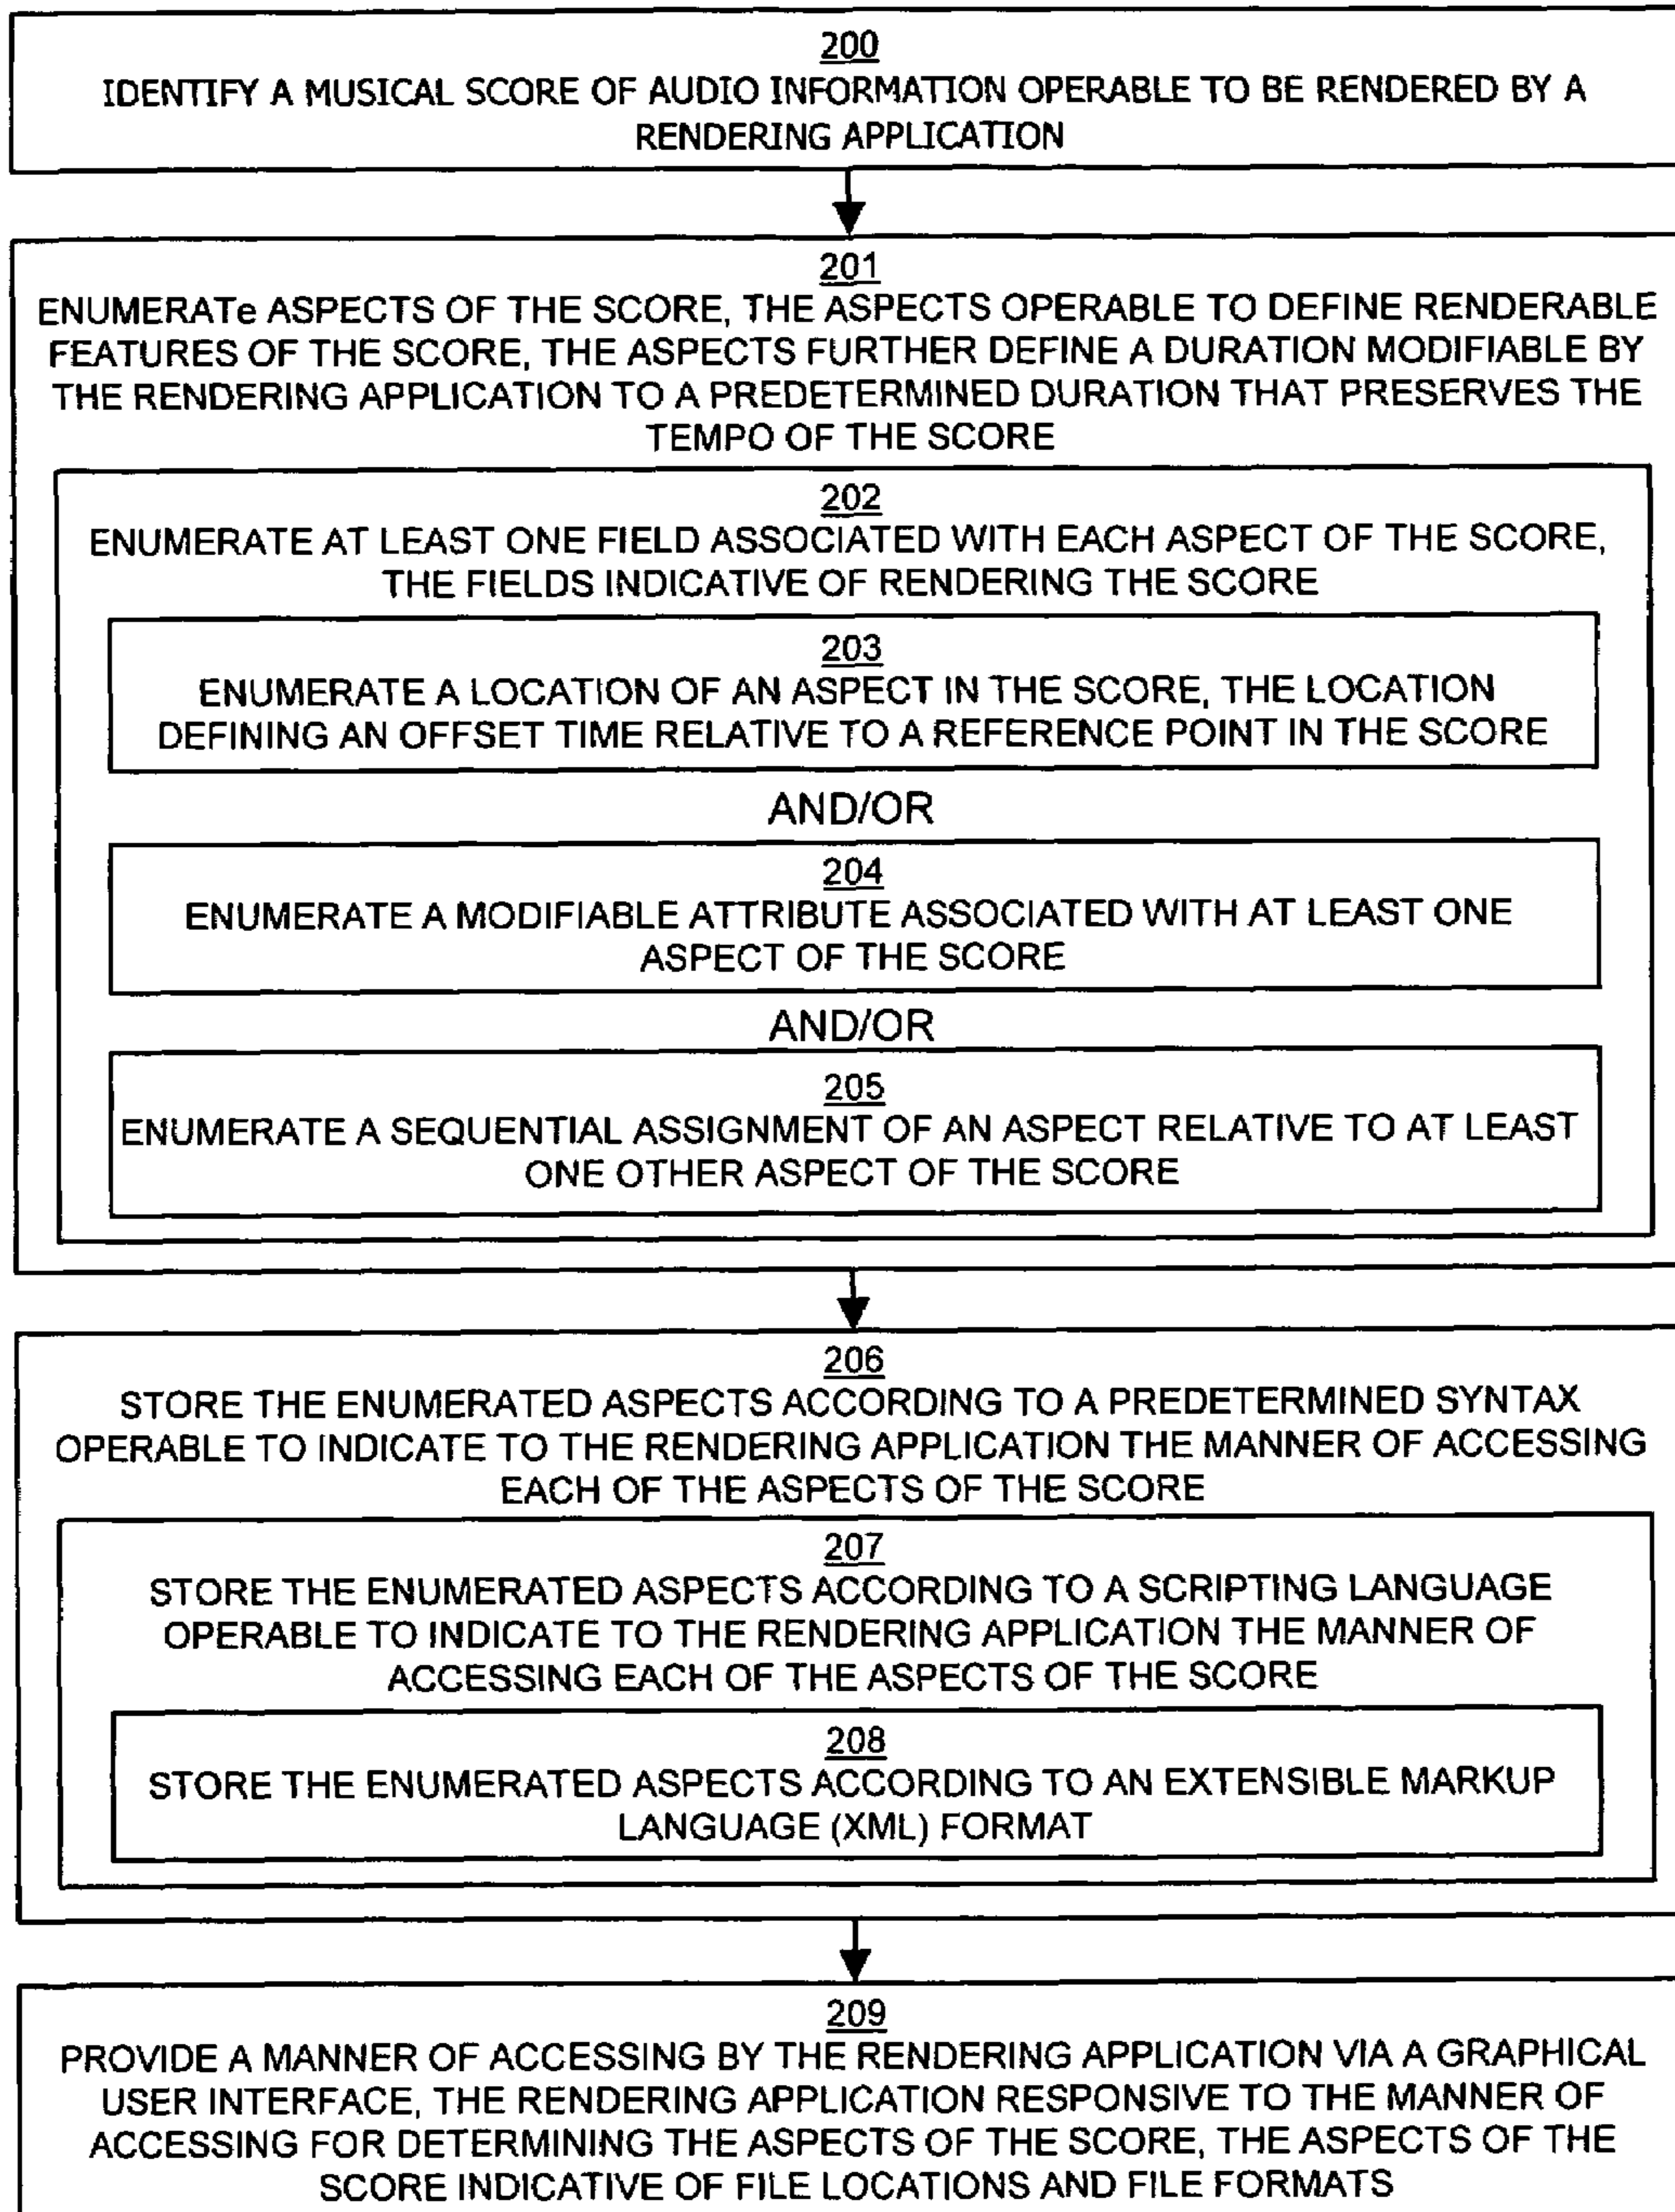 200
IDENTIFY A MUSICAL SCORE OF AUDIO INFORMATION OPERABLE TO BE RENDERED BY A
RENDERING APPLICATION
201
ENUMERATe ASPECTS OF THE SCORE, THE ASPECTS OPERABLE TO DEFINE RENDERABLE
FEATURES OF THE SCORE, THE ASPECTS FURTHER DEFINE A DURATION MODIFIABLE BY
THE RENDERING APPLICATION TO A PREDETERMINED DURATION THAT PRESERVES THE
TEMPO OF THE SCORE
202
ENUMERATE AT LEAST ONE FIELD ASSOCIATED WITH EACH ASPECT OF THE SCORE,
THE FIELDS INDICATIVE OF RENDERING THE SCORE
203
ENUMERATE A LOCATION OF AN ASPECT IN THE SCORE, THE LOCATION
DEFINING AN OFFSET TIME RELATIVE TO A REFERENCE POINT IN THE SCORE
AND/OR
204
ENUMERATE A MODIFIABLE ATTRIBUTE ASSOCIATED WITH AT LEAST ONE
ASPECT OF THE SCORE
AND/OR
205
ENUMERATE A SEQUENTIAL ASSIGNMENT OF AN ASPECT RELATIVE TO AT LEAST
ONE OTHER ASPECT OF THE SCORE
206
STORE THE ENUMERATED ASPECTS ACCORDING TO A PREDETERMINED SYNTAX
OPERABLE TO INDICATE TO THE RENDERING APPLICATION THE MANNER OF ACCESSING
EACH OF THE ASPECTS OF THE SCORE
207
STORE THE ENUMERATED ASPECTS ACCORDING TO A SCRIPTING LANGUAGE
OPERABLE TO INDICATE TO THE RENDERING APPLICATION THE MANNER OF
ACCESSING EACH OF THE ASPECTS OF THE SCORE
208
STORE THE ENUMERATED ASPECTS ACCORDING TO AN EXTENSIBLE MARKUP
LANGUAGE (XML) FORMAT
209
PROVIDE A MANNER OF ACCESSING BY THE RENDERING APPLICATION VIA A GRAPHICAL
USER INTERFACE, THE RENDERING APPLICATION RESPONSIVE TO THE MANNER OF
ACCESSING FOR DETERMINING THE ASPECTS OF THE SCORE, THE ASPECTS OF THE
SCORE INDICATIVE OF FILE LOCATIONS AND FILE FORMATS